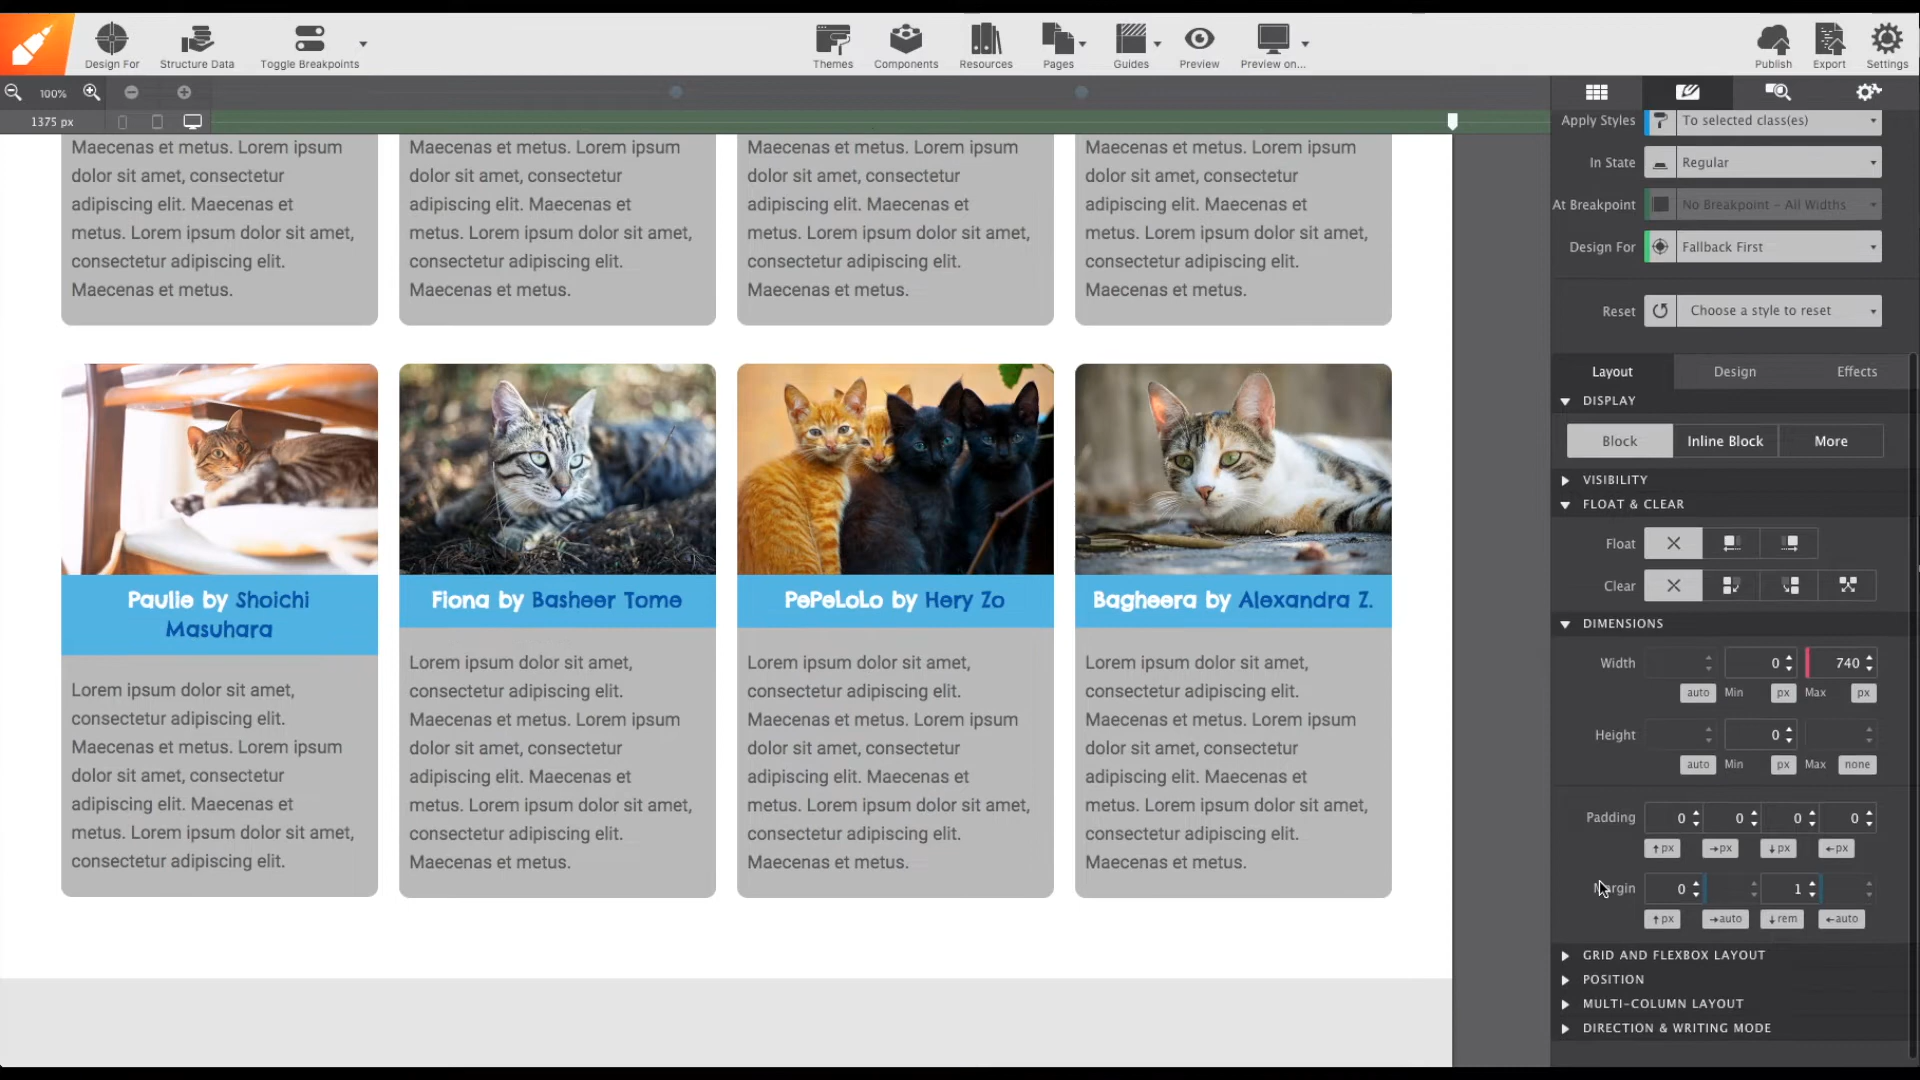 Design For
Structure Data
Toggle Breakpoints
Themes
Components
Resources
Pages
Guides
Preview
Preview on...
Publish
Export
Settings
100%
1375 px
Maecenas et metus. Lorem ipsum
dolor sit amet, consectetur
adipiscing elit. Maecenas et
metus. Lorem ipsum dolor sit amet,
consectetur adipiscing elit.
Maecenas et metus.
Maecenas et metus. Lorem ipsum
dolor sit amet, consectetur
adipiscing elit. Maecenas et
metus. Lorem ipsum dolor sit amet,
consectetur adipiscing elit.
Maecenas et metus.
Maecenas et metus. Lorem ipsum
dolor sit amet, consectetur
adipiscing elit. Maecenas et
metus. Lorem ipsum dolor sit amet,
consectetur adipiscing elit.
Maecenas et metus.
Maecenas et metus. Lorem ipsum
dolor sit amet, consectetur
adipiscing elit. Maecenas et
metus. Lorem ipsum dolor sit amet,
consectetur adipiscing elit.
Maecenas et metus.
Paulie by Shoichi
Masuhara
Lorem ipsum dolor sit amet,
consectetur adipiscing elit.
Maecenas et metus. Lorem ipsum
dolor sit amet, consectetur
adipiscing elit. Maecenas et
metus. Lorem ipsum dolor sit amet,
consectetur adipiscing elit.
Fiona by Basheer Tome
Lorem ipsum dolor sit amet,
consectetur adipiscing elit.
Maecenas et metus. Lorem ipsum
dolor sit amet, consectetur
adipiscing elit. Maecenas et
metus. Lorem ipsum dolor sit amet,
consectetur adipiscing elit.
Maecenas et metus.
PePeLoLo by Hery Zo
Lorem ipsum dolor sit amet,
consectetur adipiscing elit.
Maecenas et metus. Lorem ipsum
dolor sit amet, consectetur
adipiscing elit. Maecenas et
metus. Lorem ipsum dolor sit amet,
consectetur adipiscing elit.
Maecenas et metus.
Bagheera by Alexandra Z.
Lorem ipsum dolor sit amet,
consectetur adipiscing elit.
Maecenas et metus. Lorem ipsum
dolor sit amet, consectetur
adipiscing elit. Maecenas et
metus. Lorem ipsum dolor sit amet,
consectetur adipiscing elit.
Maecenas et metus.
Apply Styles To selected class(es)
In State Regular
At Breakpoint No Breakpoint – All Widths
Design For Fallback First
Reset Choose a style to reset
Layout Design Effects
DISPLAY
Block Inline Block More
VISIBILITY
FLOAT & CLEAR
Float
Clear
DIMENSIONS
Width 0 740
auto Min px Max px
Height 0
auto Min px Max none
Padding 0 0 0 0
px px px px
Margin 0 1
px auto rem auto
GRID AND FLEXBOX LAYOUT
POSITION
MULTI-COLUMN LAYOUT
DIRECTION & WRITING MODE